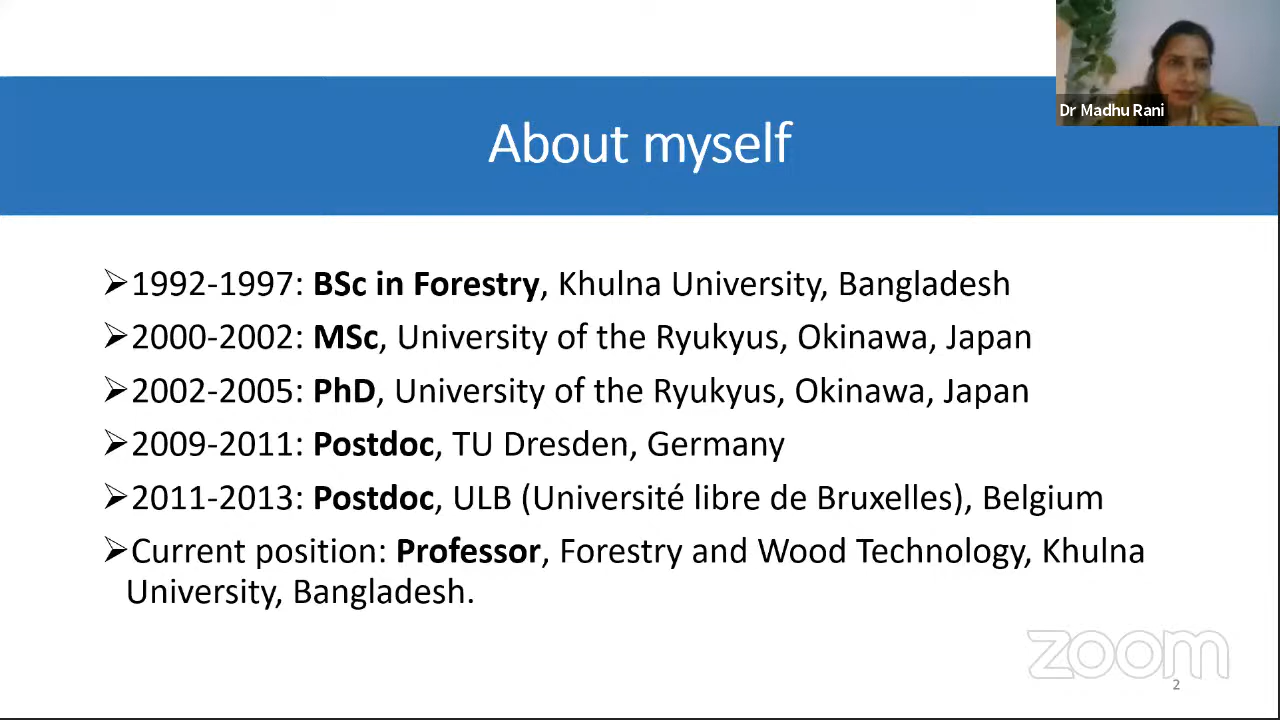 Dr Madhu Rani
About myself
➢1992-1997: BSc in Forestry, Khulna University, Bangladesh
➢2000-2002: MSc, University of the Ryukyus, Okinawa, Japan
➢2002-2005: PhD, University of the Ryukyus, Okinawa, Japan
➢2009-2011: Postdoc, TU Dresden, Germany
➢2011-2013: Postdoc, ULB (Université libre de Bruxelles), Belgium
➢Current position: Professor, Forestry and Wood Technology, Khulna
University, Bangladesh.
zoom
2